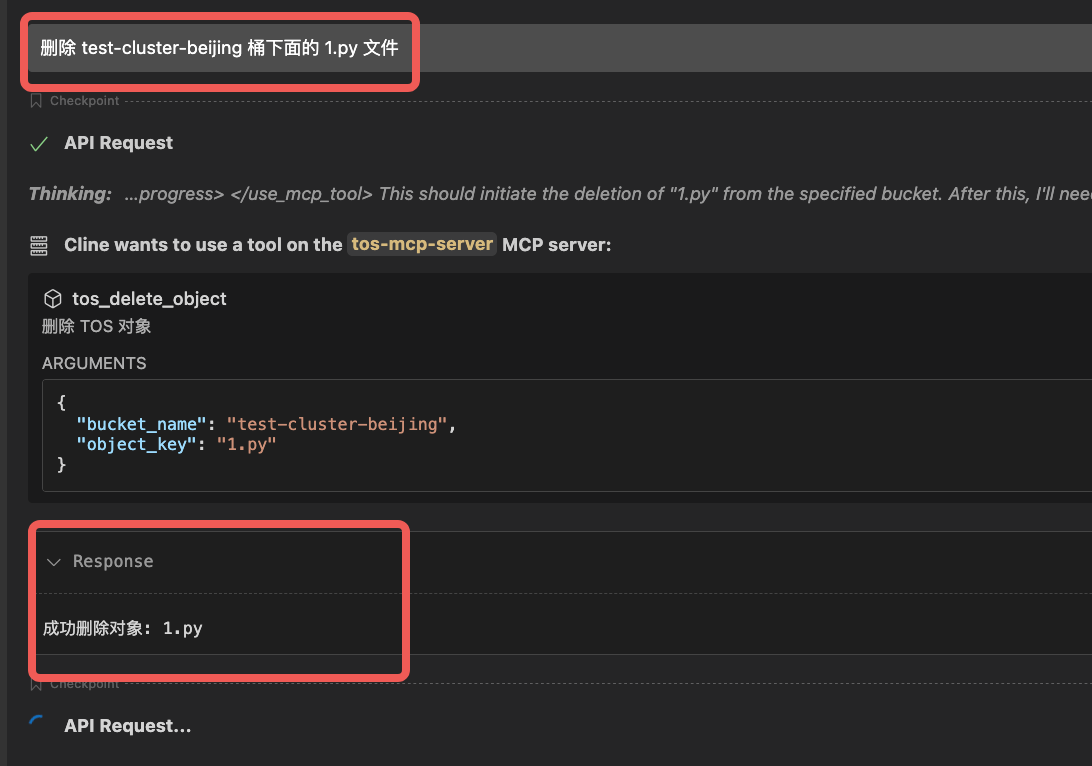 删除 test-cluster-beijing 桶下面的 1.py 文件
Checkpoint
API Request
Thinking: ...progress> </use_mcp_tool> This should initiate the deletion of "1.py" from the specified bucket. After this, I'll nee
Cline wants to use a tool on the tos-mcp-server MCP server:
tos_delete_object
删除 TOS 对象
ARGUMENTS
{
"bucket_name": "test-cluster-beijing",
"object_key": "1.py"
}
Response
成功删除对象: 1.py
Checkpoint
API Request...